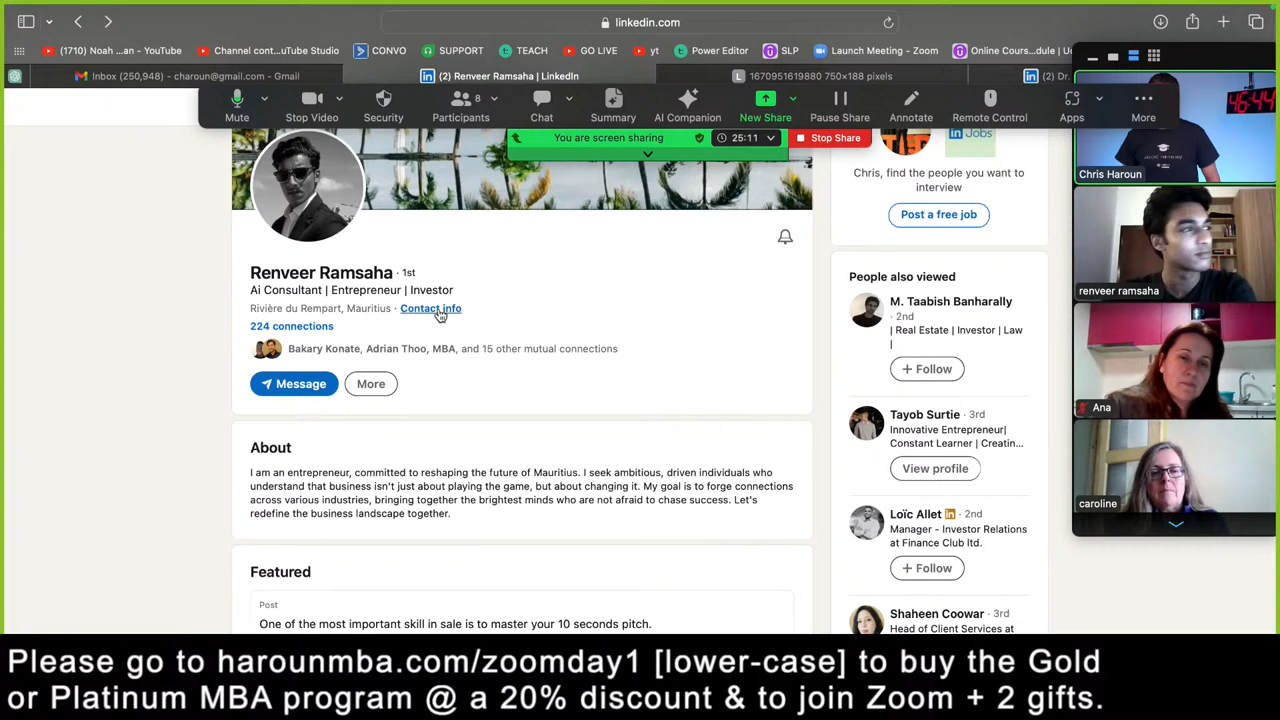 linkedin.com
(1710) Noah ...an - YouTube
Channel cont...uTube Studio
CONVO
SUPPORT
TEACH
GO LIVE
yt
Power Editor
SLP
Launch Meeting - Zoom
Online Cours...dule |
Inbox (250,948) - charoun@gmail.com - Gmail
(2) Renveer Ramsaha | LinkedIn
1670951619880 750×188 pixels
(2) Dr.
Mute
Stop Video
Security
8
Participants
Chat
Summary
AI Companion
New Share
Pause Share
Annotate
Remote Control
Apps
More
You are screen sharing
25:11
Stop Share
46:44
Chris Haroun
renveer ramsaha
Ana
caroline
Renveer Ramsaha · 1st
Ai Consultant | Entrepreneur | Investor
Rivière du Rempart, Mauritius · Contact info
224 connections
Bakary Konate, Adrian Thoo, MBA, and 15 other mutual connections
Message
More
About
I am an entrepreneur, committed to reshaping the future of Mauritius. I seek ambitious, driven individuals who
understand that business isn't just about playing the game, but about changing it. My goal is to forge connections
across various industries, bringing together the brightest minds who are not afraid to chase success. Let's
redefine the business landscape together.
Featured
Post
One of the most important skill in sale is to master your 10 seconds pitch.
in Jobs
Chris, find the people you want to
interview
Post a free job
People also viewed
M. Taabish Banharally
· 2nd
| Real Estate | Investor | Law
|
+ Follow
Tayob Surtie · 3rd
Innovative Entrepreneur|
Constant Learner | Creatin...
View profile
Loïc Allet in · 2nd
Manager - Investor Relations
at Finance Club ltd.
+ Follow
Shaheen Coowar · 3rd
Head of Client Services at
Please go to harounmba.com/zoomday1 [lower-case] to buy the Gold
or Platinum MBA program @ a 20% discount & to join Zoom + 2 gifts.